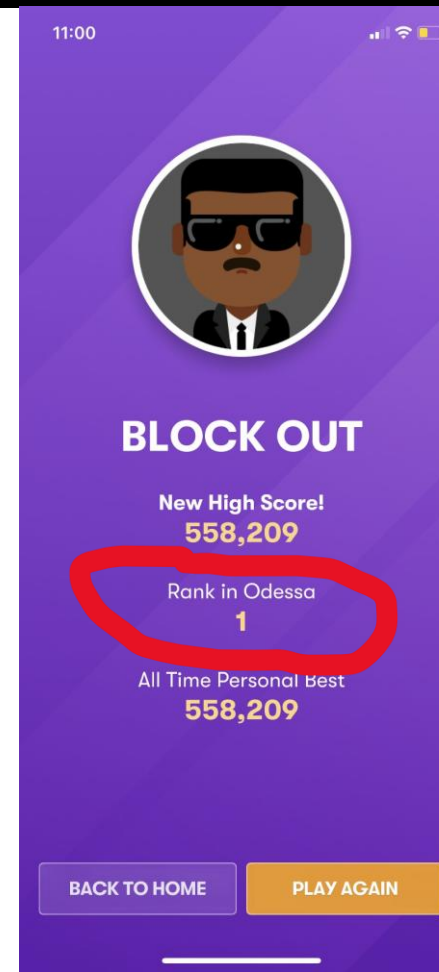 11:00
BLOCK OUT
New High Score!
558,209
Rank in Odessa
1
All Time Personal Best
558,209
BACK TO HOME
PLAY AGAIN